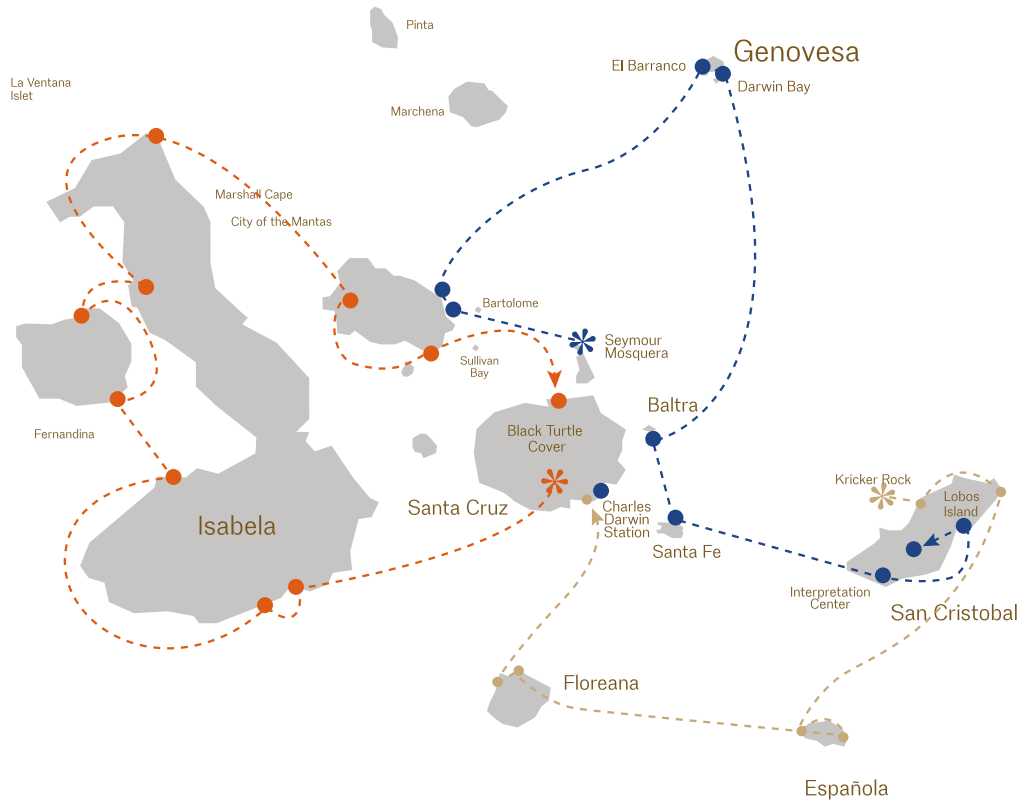 Pinta
Genovesa
El Barranco
Darwin Bay
La Ventana
Islet
Marchena
Marshall Cape
City of the Mantas
Bartolome
Seymour
Mosquera
Sullivan
Bay
Baltra
Fernandina
Black Turtle
Cover
Kricker Rock
Lobos
Island
Isabela
Santa Cruz
Charles
Darwin
Station
Santa Fe
Interpretation
Center
San Cristobal
Floreana
Española